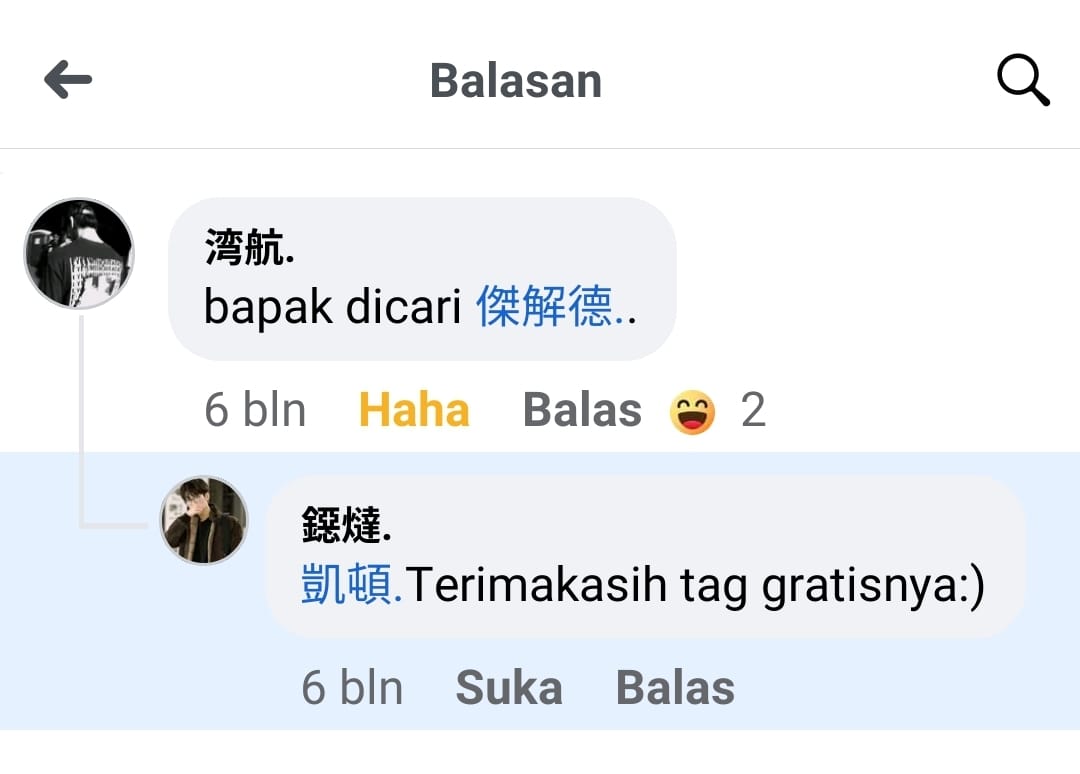 Balasan
湾航.
bapak dicari 傑解德..
6 bln Haha Balas 2
鐚燵.
凱頓.Terimakasih tag gratisnya:)
6 bln Suka Balas